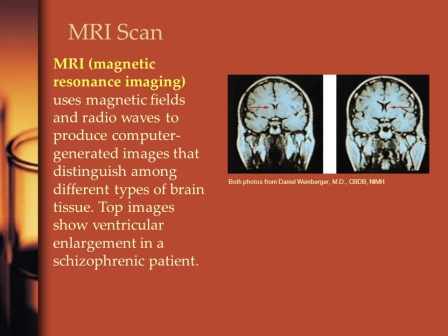 MRI Scan
MRI (magnetic
resonance imaging)
uses magnetic fields
and radio waves to
produce computer-
generated images that
distinguish among
different types of brain
tissue. Top images
show ventricular
enlargement in a
schizophrenic patient.
Both photos from Daniel Weinberger, M.D., CBDB, NIMH